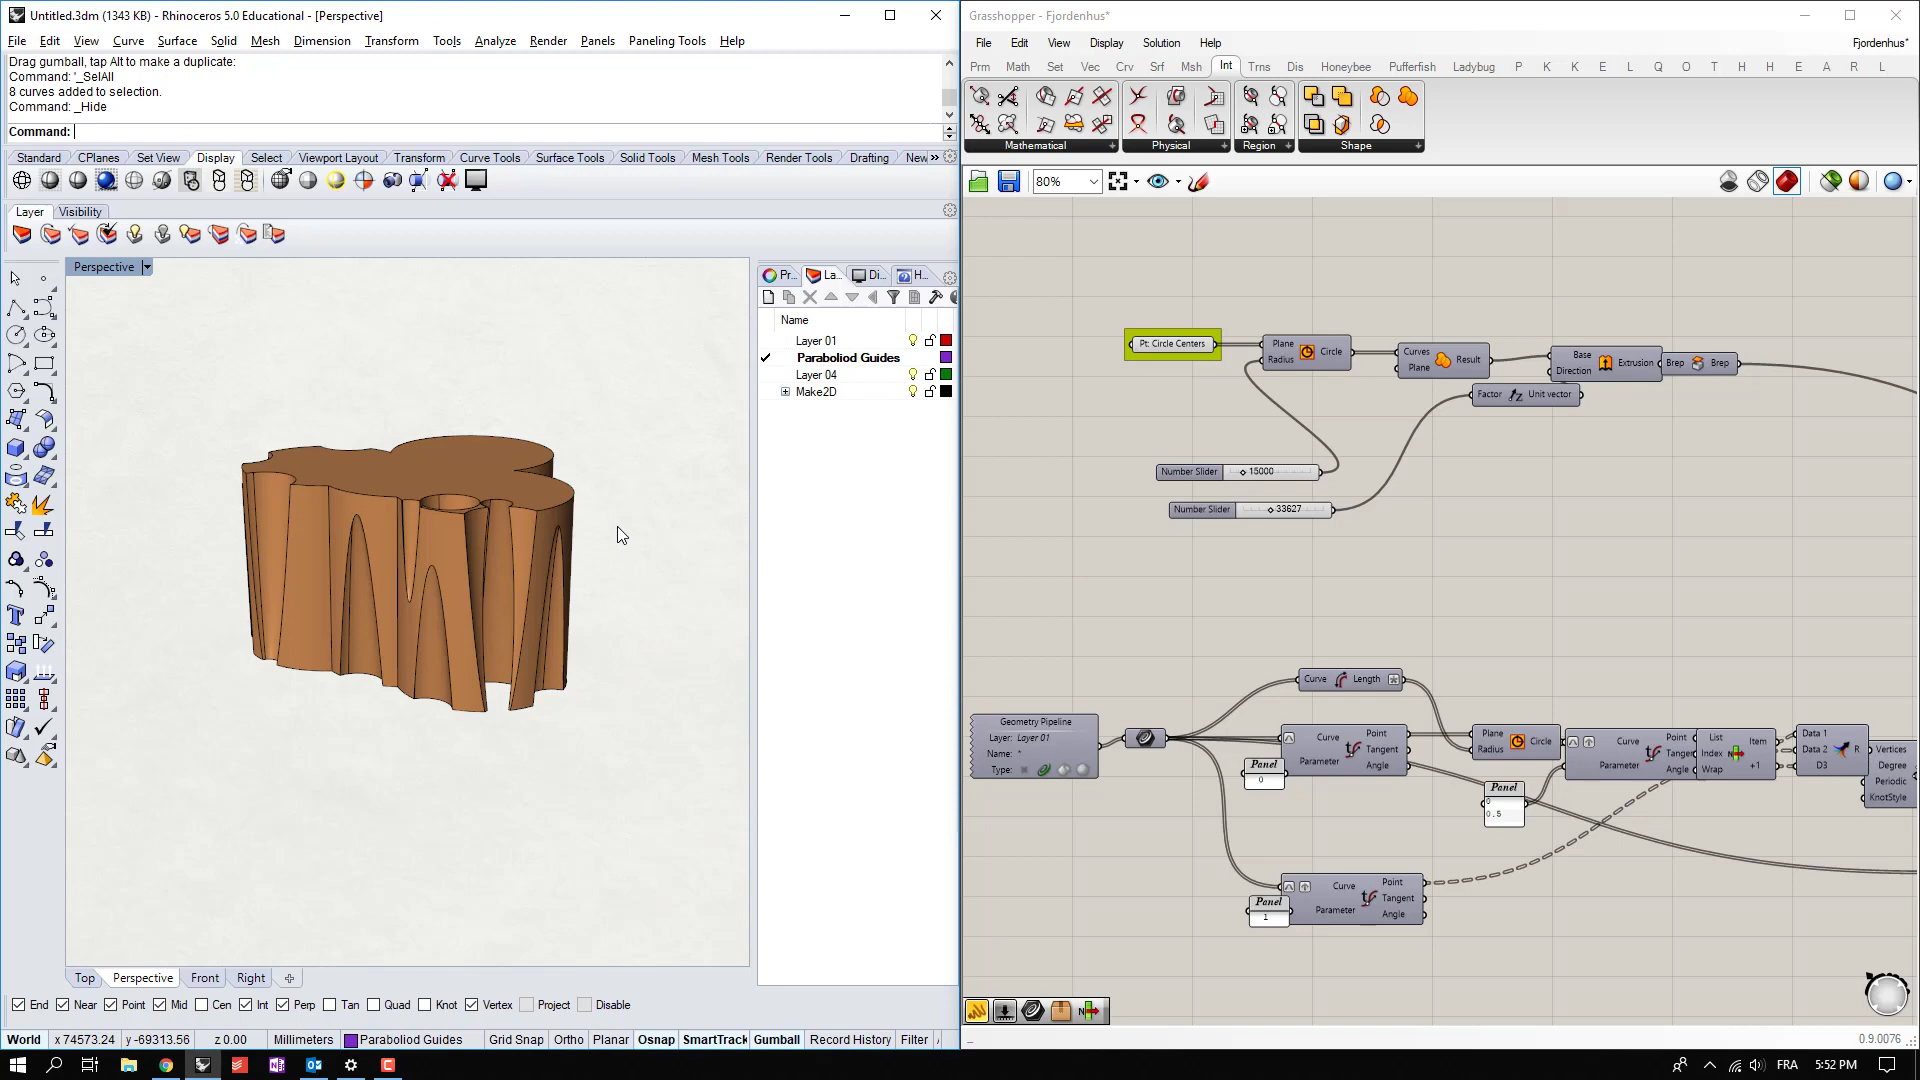 Untitled.3dm (1343 KB) - Rhinoceros 5.0 Educational - [Perspective]
File Edit View Curve Surface Solid Mesh Dimension Transform Tools Analyze Render Panels Paneling Tools Help
Drag gumball, tap Alt to make a duplicate:
Command: '_SelAll
8 curves added to selection.
Command: _Hide
Command:
Standard CPlanes Set View Display Select Viewport Layout Transform Curve Tools Surface Tools Solid Tools Mesh Tools Render Tools Drafting New »
Layer Visibility
Perspective
Pr... La... Di... H...
Name
Layer 01
Paraboliod Guides
Layer 04
Make2D
Top Perspective Front Right
End Near Point Mid Cen Int Perp Tan Quad Knot Vertex Project Disable
World x 74573.24 y -69313.56 z 0.00 Millimeters Paraboliod Guides Grid Snap Ortho Planar Osnap SmartTrack Gumball Record History Filter
Grasshopper - Fjordenhus*
File Edit View Display Solution Help Fjordenhus*
Prm Math Set Vec Crv Srf Msh Int Trns Dis Honeybee Pufferfish Ladybug P K K E L Q O T H H E A R L
Mathematical Physical Region Shape
80%
Pt: Circle Centers
Plane Radius Circle
Curves Plane Result
Base Direction Extrusion
Brep Brep
Factor Unit vector
Number Slider 15000
Number Slider 33627
Curve Length
Geometry Pipeline
Layer: Layer 01
Name: *
Type:
Curve Parameter Point Tangent Angle
Panel
0
Plane Radius Circle
Panel
0
0.5
Curve Parameter Point Tangent Angle
List Index Wrap Item +1
Data 1 Data 2 D3 R
Vertices
Degree
Periodic
KnotStyle
Curve Parameter Point Tangent Angle
Panel
1
0.9.0076
FRA 5:52 PM